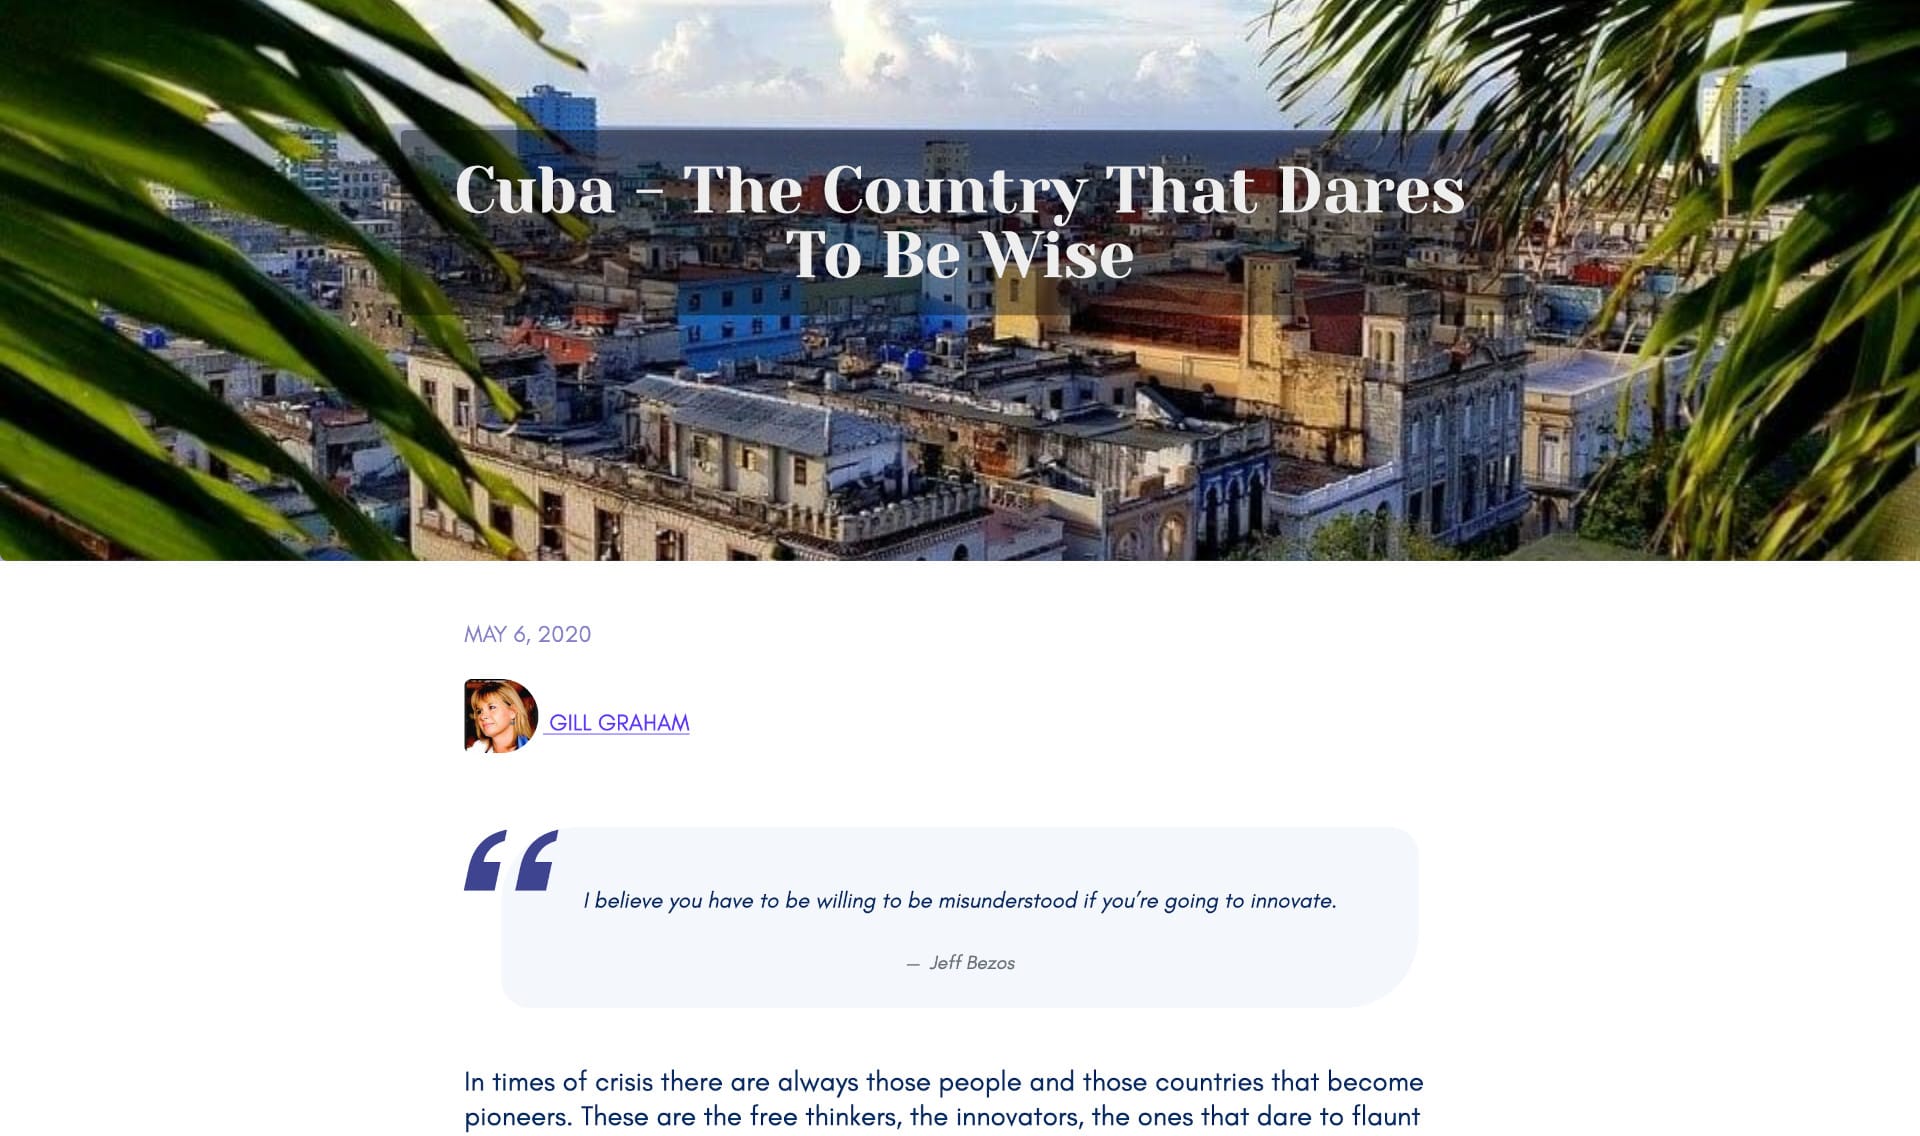 Cuba – The Country That Dares
To Be Wise
MAY 6, 2020
GILL GRAHAM
I believe you have to be willing to be misunderstood if you’re going to innovate.
— Jeff Bezos
In times of crisis there are always those people and those countries that become
pioneers. These are the free thinkers, the innovators, the ones that dare to flaunt